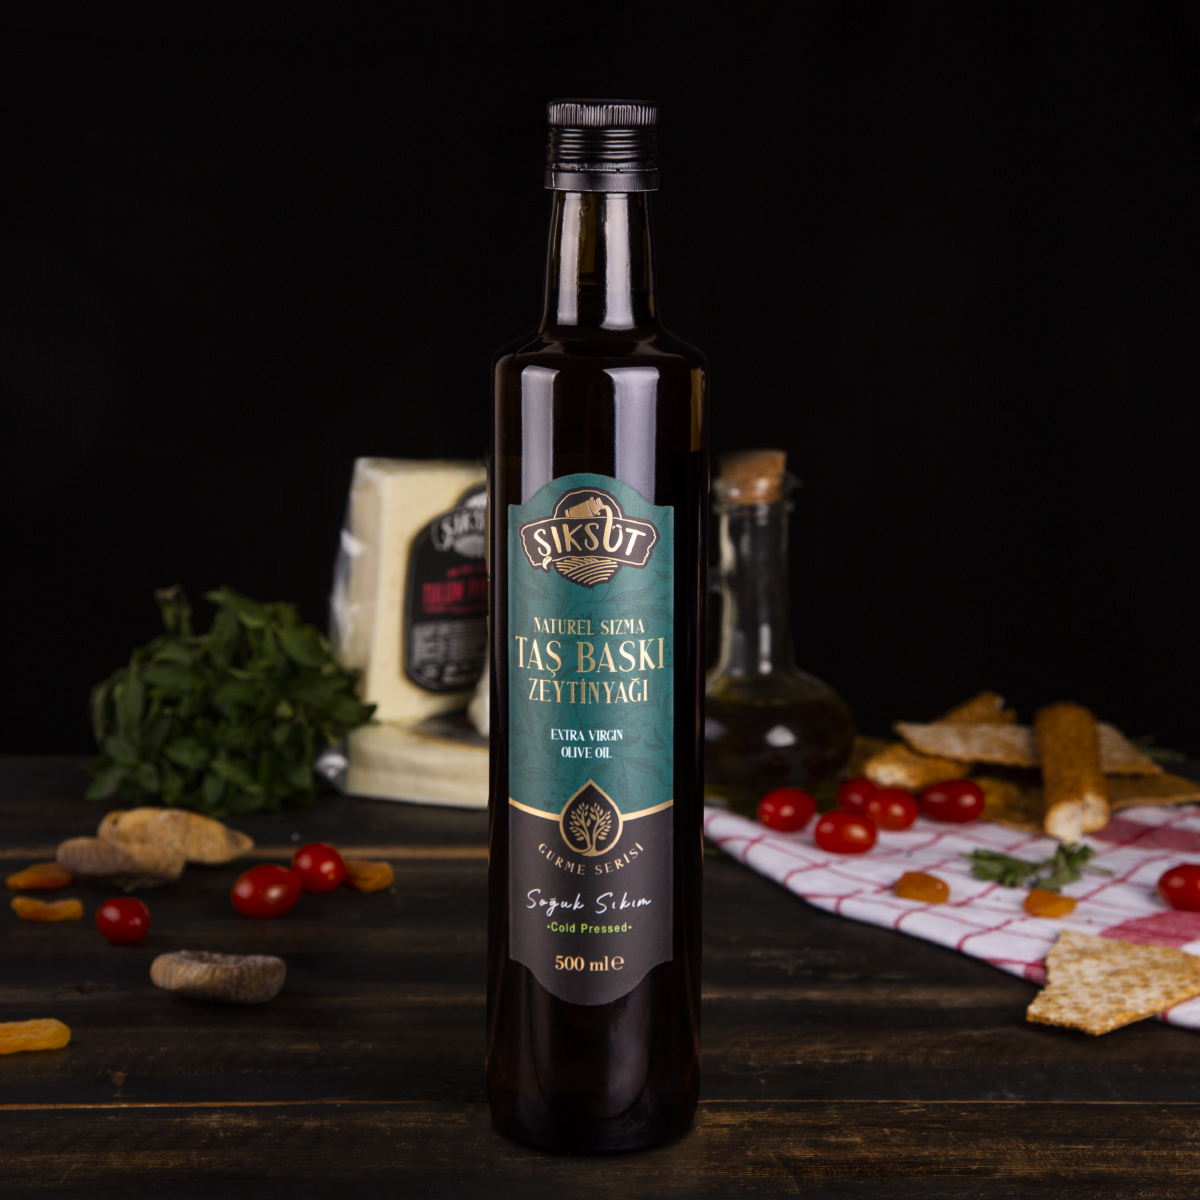 ŞIKSÜT
NATUREL SIZMA
TAŞ BASKI
ZEYTİNYAĞI
EXTRA VIRGIN
OLIVE OIL
GURME SERİSİ
Soğuk Sıkım
•Cold Pressed•
500 ml ℮
TULUM